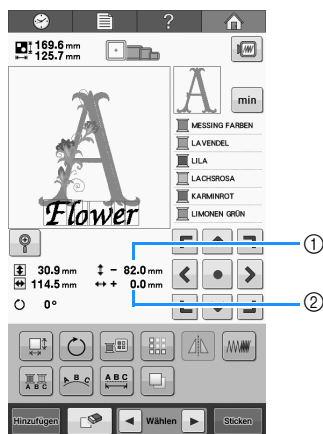 ?
169.6 mm
125.7 mm
A
A
min
MESSING FARBEN
LAVENDEL
LILA
LACHSROSA
KARMINROT
LIMONEN GRÜN
Flower
30.9 mm − 82.0 mm
114.5 mm + 0.0 mm
0°
①
②
A B C
A B C
A B C
Hinzufügen Wählen Sticken